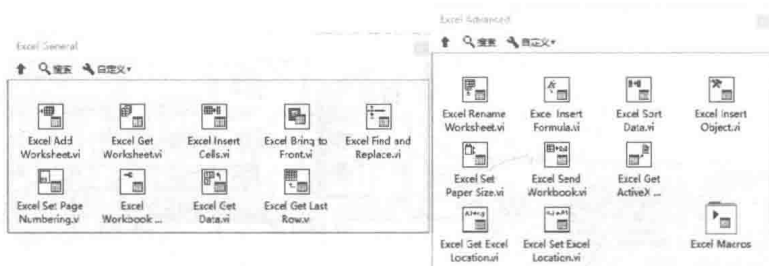 Excel General
搜索 自定义
Excel Add Worksheet.vi
Excel Get Worksheet.vi
Excel Insert Cells.vi
Excel Bring to Front.vi
Excel Find and Replace.vi
Excel Set Page Numbering.vi
Excel Workbook ...
Excel Get Data.vi
Excel Get Last Row.vi
Excel Advanced
搜索 自定义
Excel Rename Worksheet.vi
Excel Insert Formula.vi
Excel Sort Data.vi
Excel Insert Object.vi
Excel Set Paper Size.vi
Excel Send Workbook.vi
Excel Get ActiveX ...
Excel Get Excel Location.vi
Excel Set Excel Location.vi
Excel Macros